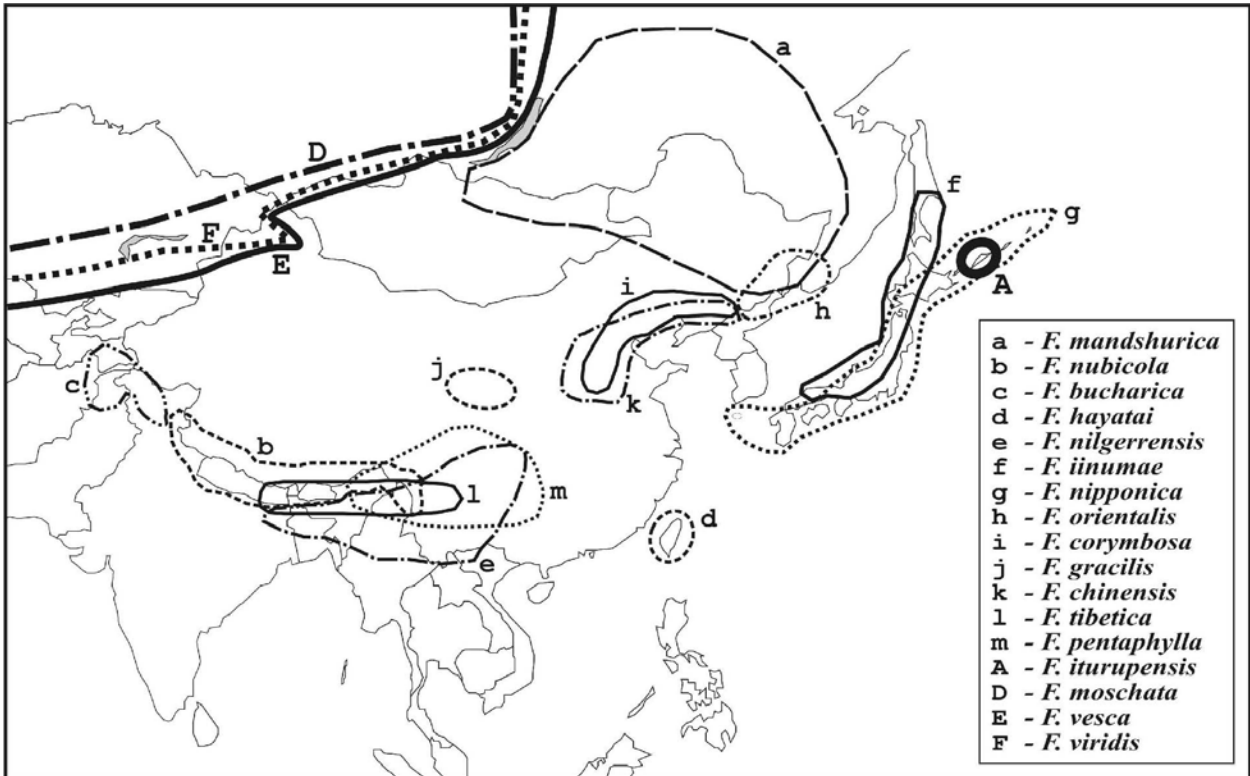 a
D
f
g
F
E
A
i
h
c
j
k
b
l
m
d
e
a - F. mandshurica
b - F. nubicola
c - F. bucharica
d - F. hayatai
e - F. nilgerrensis
f - F. iinumae
g - F. nipponica
h - F. orientalis
i - F. corymbosa
j - F. gracilis
k - F. chinensis
l - F. tibetica
m - F. pentaphylla
A - F. iturupensis
D - F. moschata
E - F. vesca
F - F. viridis